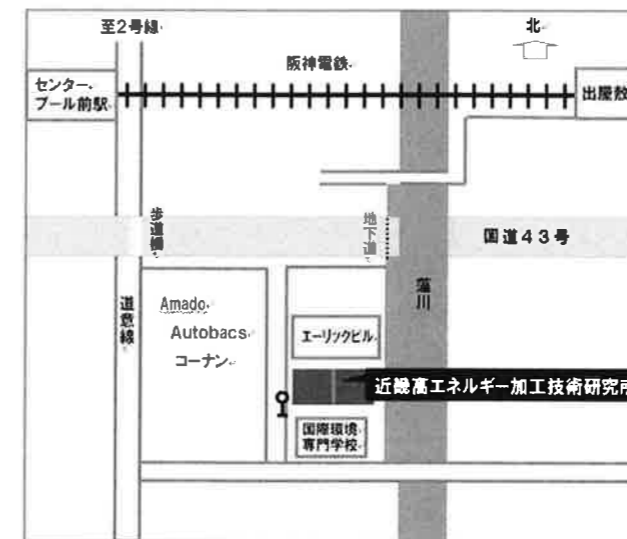 至2号線
北
阪神電鉄
センター
プール前駅
出屋敷
歩道橋
地下道
国道43号
道意線
蓬川
Amado
Autobacs
コーナン
エーリックビル
近畿高エネルギー加工技術研究所
国際環境
専門学校